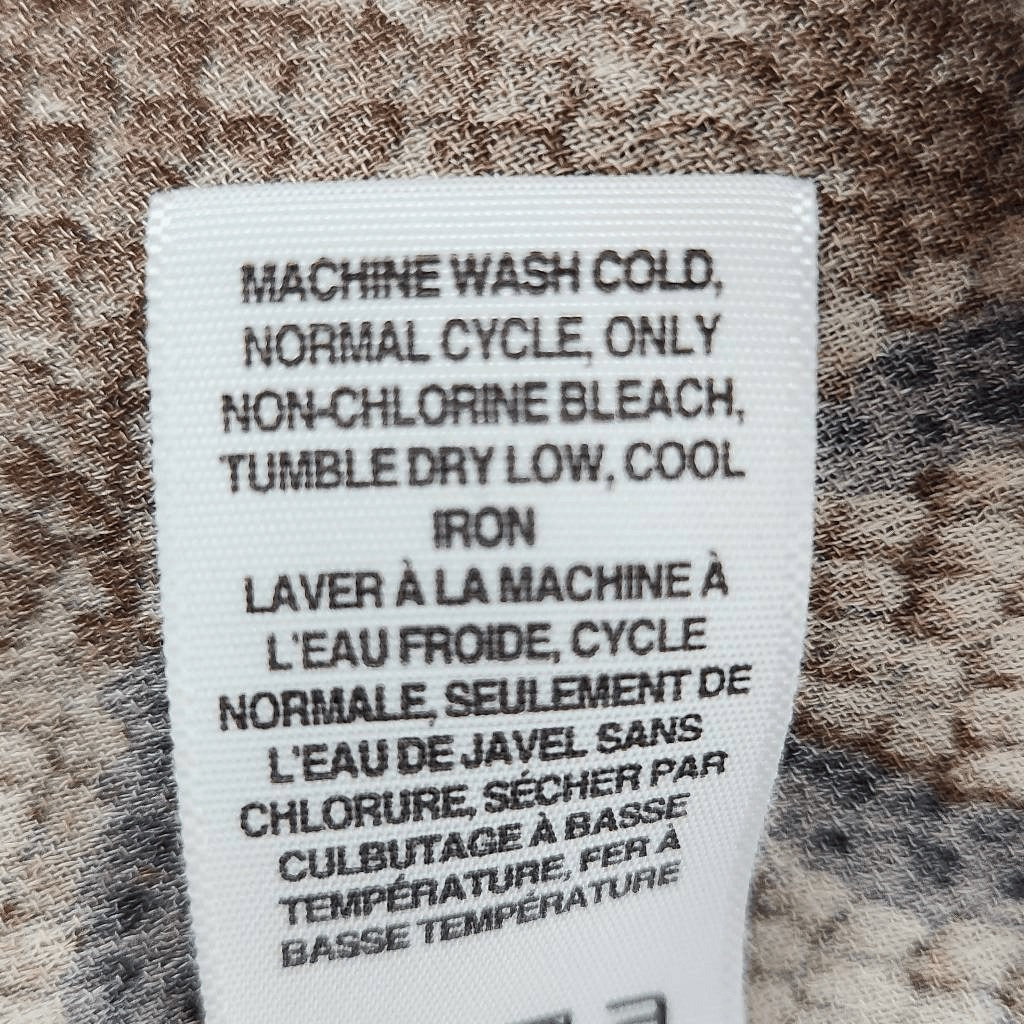 MACHINE WASH COLD,
NORMAL CYCLE, ONLY
NON-CHLORINE BLEACH,
TUMBLE DRY LOW, COOL
IRON
LAVER À LA MACHINE À
L'EAU FROIDE, CYCLE
NORMALE, SEULEMENT DE
L'EAU DE JAVEL SANS
CHLORURE, SÉCHER PAR
CULBUTAGE À BASSE
TEMPÉRATURE, FER À
BASSE TEMPÉRATURE